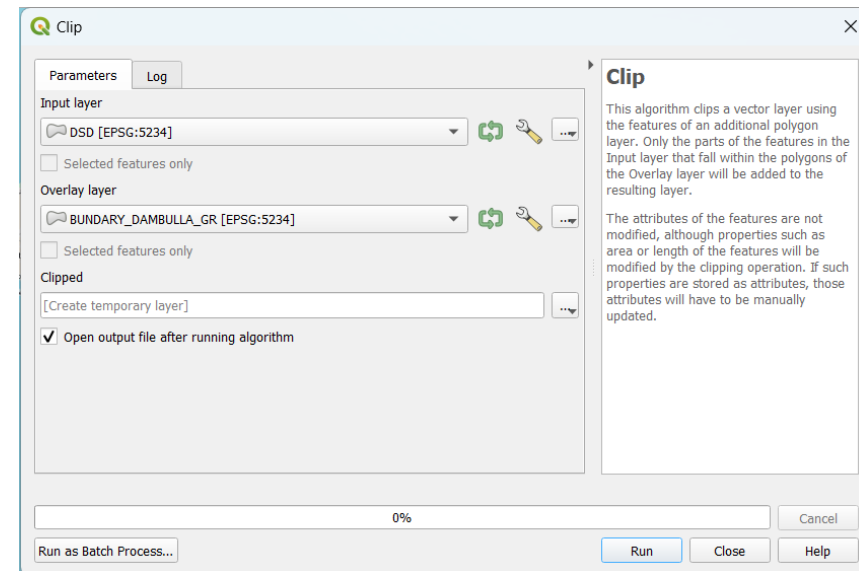 Clip
Parameters
Log
Input layer
DSD [EPSG:5234]
Selected features only
Overlay layer
BUNDARY_DAMBULLA_GR [EPSG:5234]
Selected features only
Clipped
[Create temporary layer]
Open output file after running algorithm
Clip
This algorithm clips a vector layer using
the features of an additional polygon
layer. Only the parts of the features in the
Input layer that fall within the polygons of
the Overlay layer will be added to the
resulting layer.
The attributes of the features are not
modified, although properties such as
area or length of the features will be
modified by the clipping operation. If such
properties are stored as attributes, those
attributes will have to be manually
updated.
0%
Cancel
Run as Batch Process...
Run
Close
Help